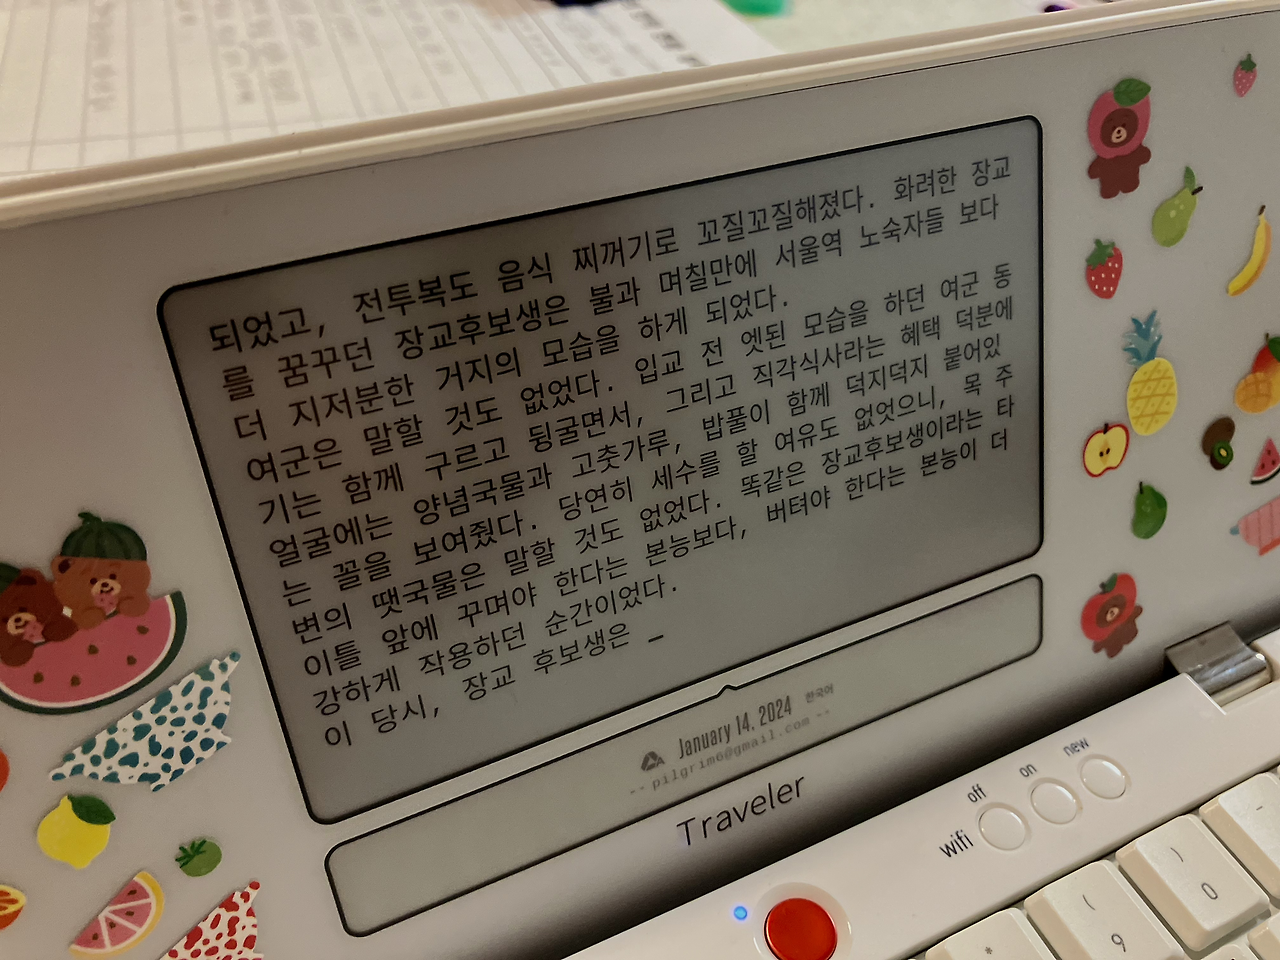 되었고, 전투복도 음식 찌꺼기로 꼬질꼬질해졌다. 화려한 장교
를 꿈꾸던 장교후보생은 불과 며칠만에 서울역 노숙자들 보다
더 지저분한 거지의 모습을 하게 되었다.
여군은 말할 것도 없었다. 입교 전 엣된 모습을 하던 여군 동
기는 함께 구르고 뒹굴면서, 그리고 직각식사라는 혜택 덕분에
얼굴에는 양념국물과 고춧가루, 밥풀이 함께 덕지덕지 붙어있
는 꼴을 보여줬다. 당연히 세수를 할 여유도 없엇으니, 목 주
변의 땟국물은 말할 것도 없었다. 똑같은 장교후보생이라는 타
이틀 앞에 꾸며야 한다는 본능보다, 버텨야 한다는 본능이 더
강하게 작용하던 순간이었다.
이 당시, 장교 후보생은 _
January 14, 2024 한국어
-- pilgrim6@gmail.com --
Traveler
wifi off on new
* ( 9 ) 0 -